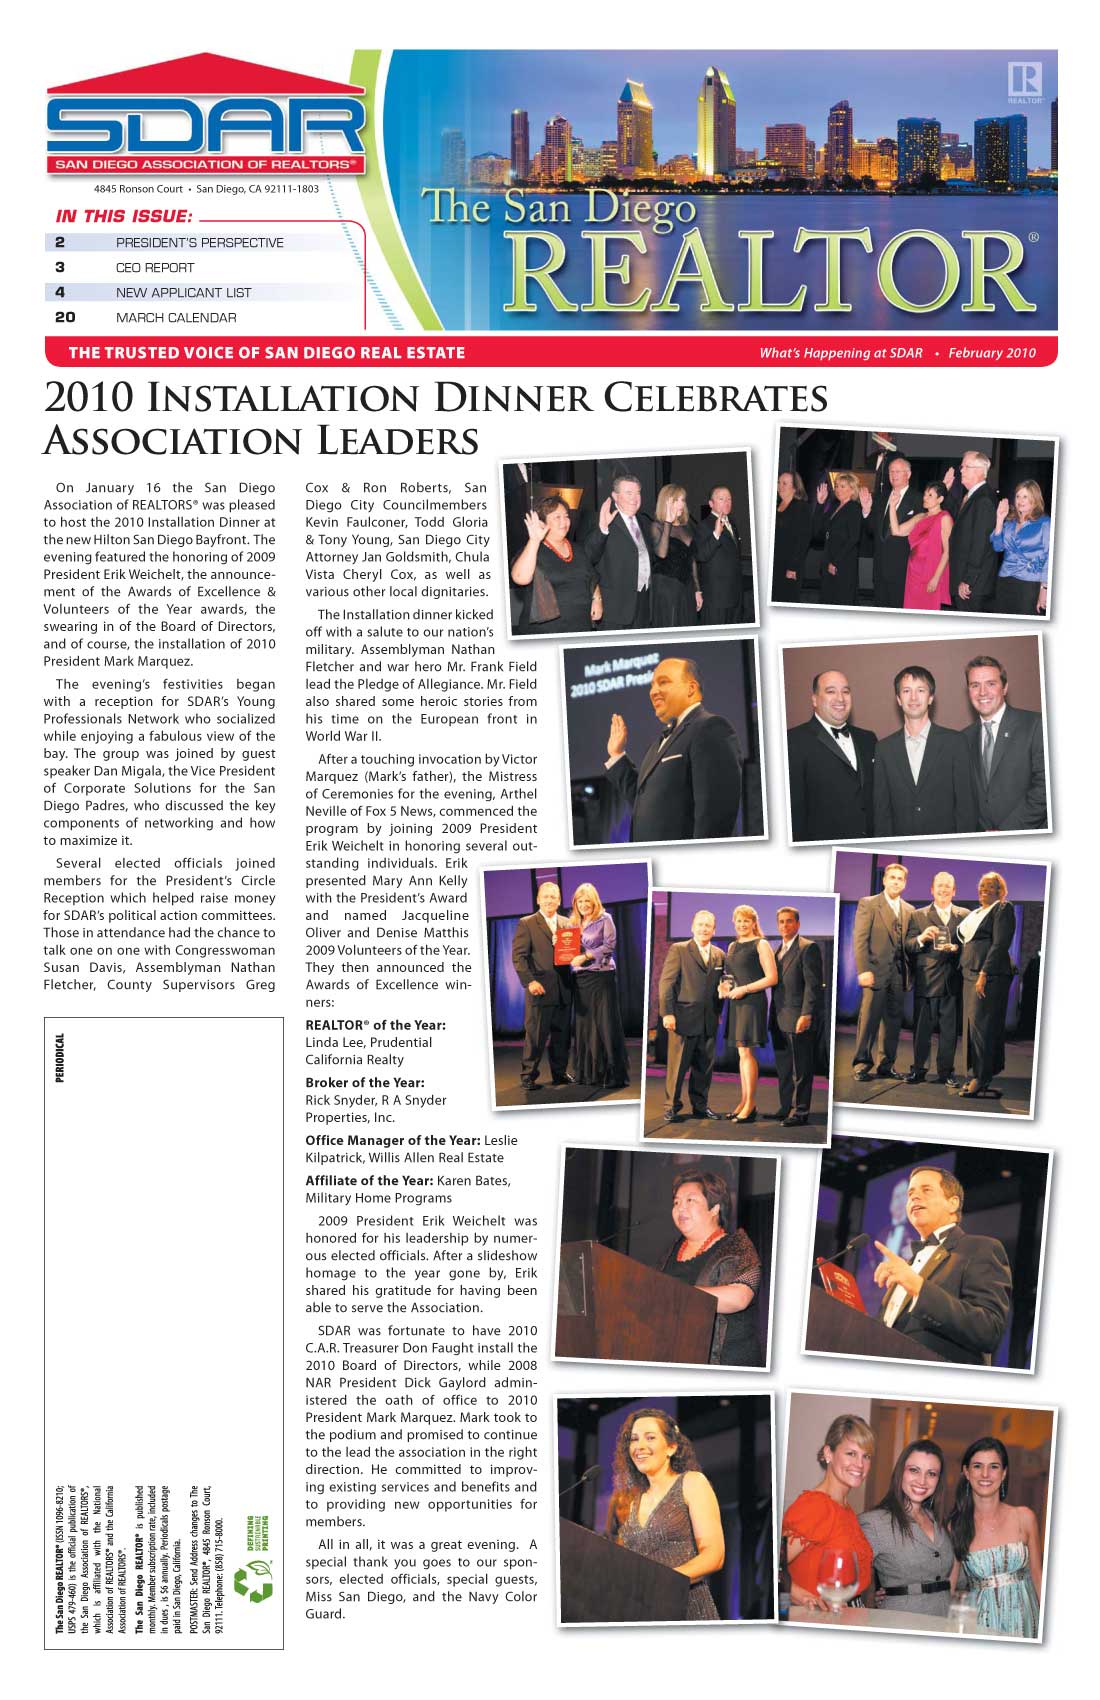 SDAR
SAN DIEGO ASSOCIATION OF REALTORS®
4845 Ronson Court • San Diego, CA 92111-1803
IN THIS ISSUE:
2 PRESIDENT'S PERSPECTIVE
3 CEO REPORT
4 NEW APPLICANT LIST
20 MARCH CALENDAR
R
REALTOR®
The San Diego
REALTOR®
THE TRUSTED VOICE OF SAN DIEGO REAL ESTATE
What's Happening at SDAR • February 2010
2010 Installation Dinner Celebrates
Association Leaders
On January 16 the San Diego
Association of REALTORS® was pleased
to host the 2010 Installation Dinner at
the new Hilton San Diego Bayfront. The
evening featured the honoring of 2009
President Erik Weichelt, the announce-
ment of the Awards of Excellence &
Volunteers of the Year awards, the
swearing in of the Board of Directors,
and of course, the installation of 2010
President Mark Marquez.
The evening's festivities began
with a reception for SDAR's Young
Professionals Network who socialized
while enjoying a fabulous view of the
bay. The group was joined by guest
speaker Dan Migala, the Vice President
of Corporate Solutions for the San
Diego Padres, who discussed the key
components of networking and how
to maximize it.
Several elected officials joined
members for the President's Circle
Reception which helped raise money
for SDAR's political action committees.
Those in attendance had the chance to
talk one on one with Congresswoman
Susan Davis, Assemblyman Nathan
Fletcher, County Supervisors Greg
Cox & Ron Roberts, San
Diego City Councilmembers
Kevin Faulconer, Todd Gloria
& Tony Young, San Diego City
Attorney Jan Goldsmith, Chula
Vista Cheryl Cox, as well as
various other local dignitaries.
The Installation dinner kicked
off with a salute to our nation's
military. Assemblyman Nathan
Fletcher and war hero Mr. Frank Field
lead the Pledge of Allegiance. Mr. Field
also shared some heroic stories from
his time on the European front in
World War II.
After a touching invocation by Victor
Marquez (Mark's father), the Mistress
of Ceremonies for the evening, Arthel
Neville of Fox 5 News, commenced the
program by joining 2009 President
Erik Weichelt in honoring several out-
standing individuals. Erik
presented Mary Ann Kelly
with the President's Award
and named Jacqueline
Oliver and Denise Matthis
2009 Volunteers of the Year.
They then announced the
Awards of Excellence win-
ners:
REALTOR® of the Year:
Linda Lee, Prudential
California Realty
Broker of the Year:
Rick Snyder, R A Snyder
Properties, Inc.
Office Manager of the Year: Leslie
Kilpatrick, Willis Allen Real Estate
Affiliate of the Year: Karen Bates,
Military Home Programs
2009 President Erik Weichelt was
honored for his leadership by numer-
ous elected officials. After a slideshow
homage to the year gone by, Erik
shared his gratitude for having been
able to serve the Association.
SDAR was fortunate to have 2010
C.A.R. Treasurer Don Faught install the
2010 Board of Directors, while 2008
NAR President Dick Gaylord admin-
istered the oath of office to 2010
President Mark Marquez. Mark took to
the podium and promised to continue
to the lead the association in the right
direction. He committed to improv-
ing existing services and benefits and
to providing new opportunities for
members.
All in all, it was a great evening. A
special thank you goes to our spon-
sors, elected officials, special guests,
Miss San Diego, and the Navy Color
Guard.
Mark Marquez
2010 SDAR Presi
PERIODICAL
The San Diego REALTOR® (ISSN 1096-8210;
USPS 479-460) is the official publication of
the San Diego Association of REALTORS®,
which is affiliated with the National
Association of REALTORS® and the California
Association of REALTORS®.
The San Diego REALTOR® is published
monthly. Member subscription rate, included
in dues , is $6 annually. Periodicals postage
paid in San Diego, California.
POSTMASTER: Send Address changes to The
San Diego REALTOR®, 4845 Ronson Court,
92111. Telephone: (858) 715-8000.
DEFINING
SUSTAINABLE
PRINTING